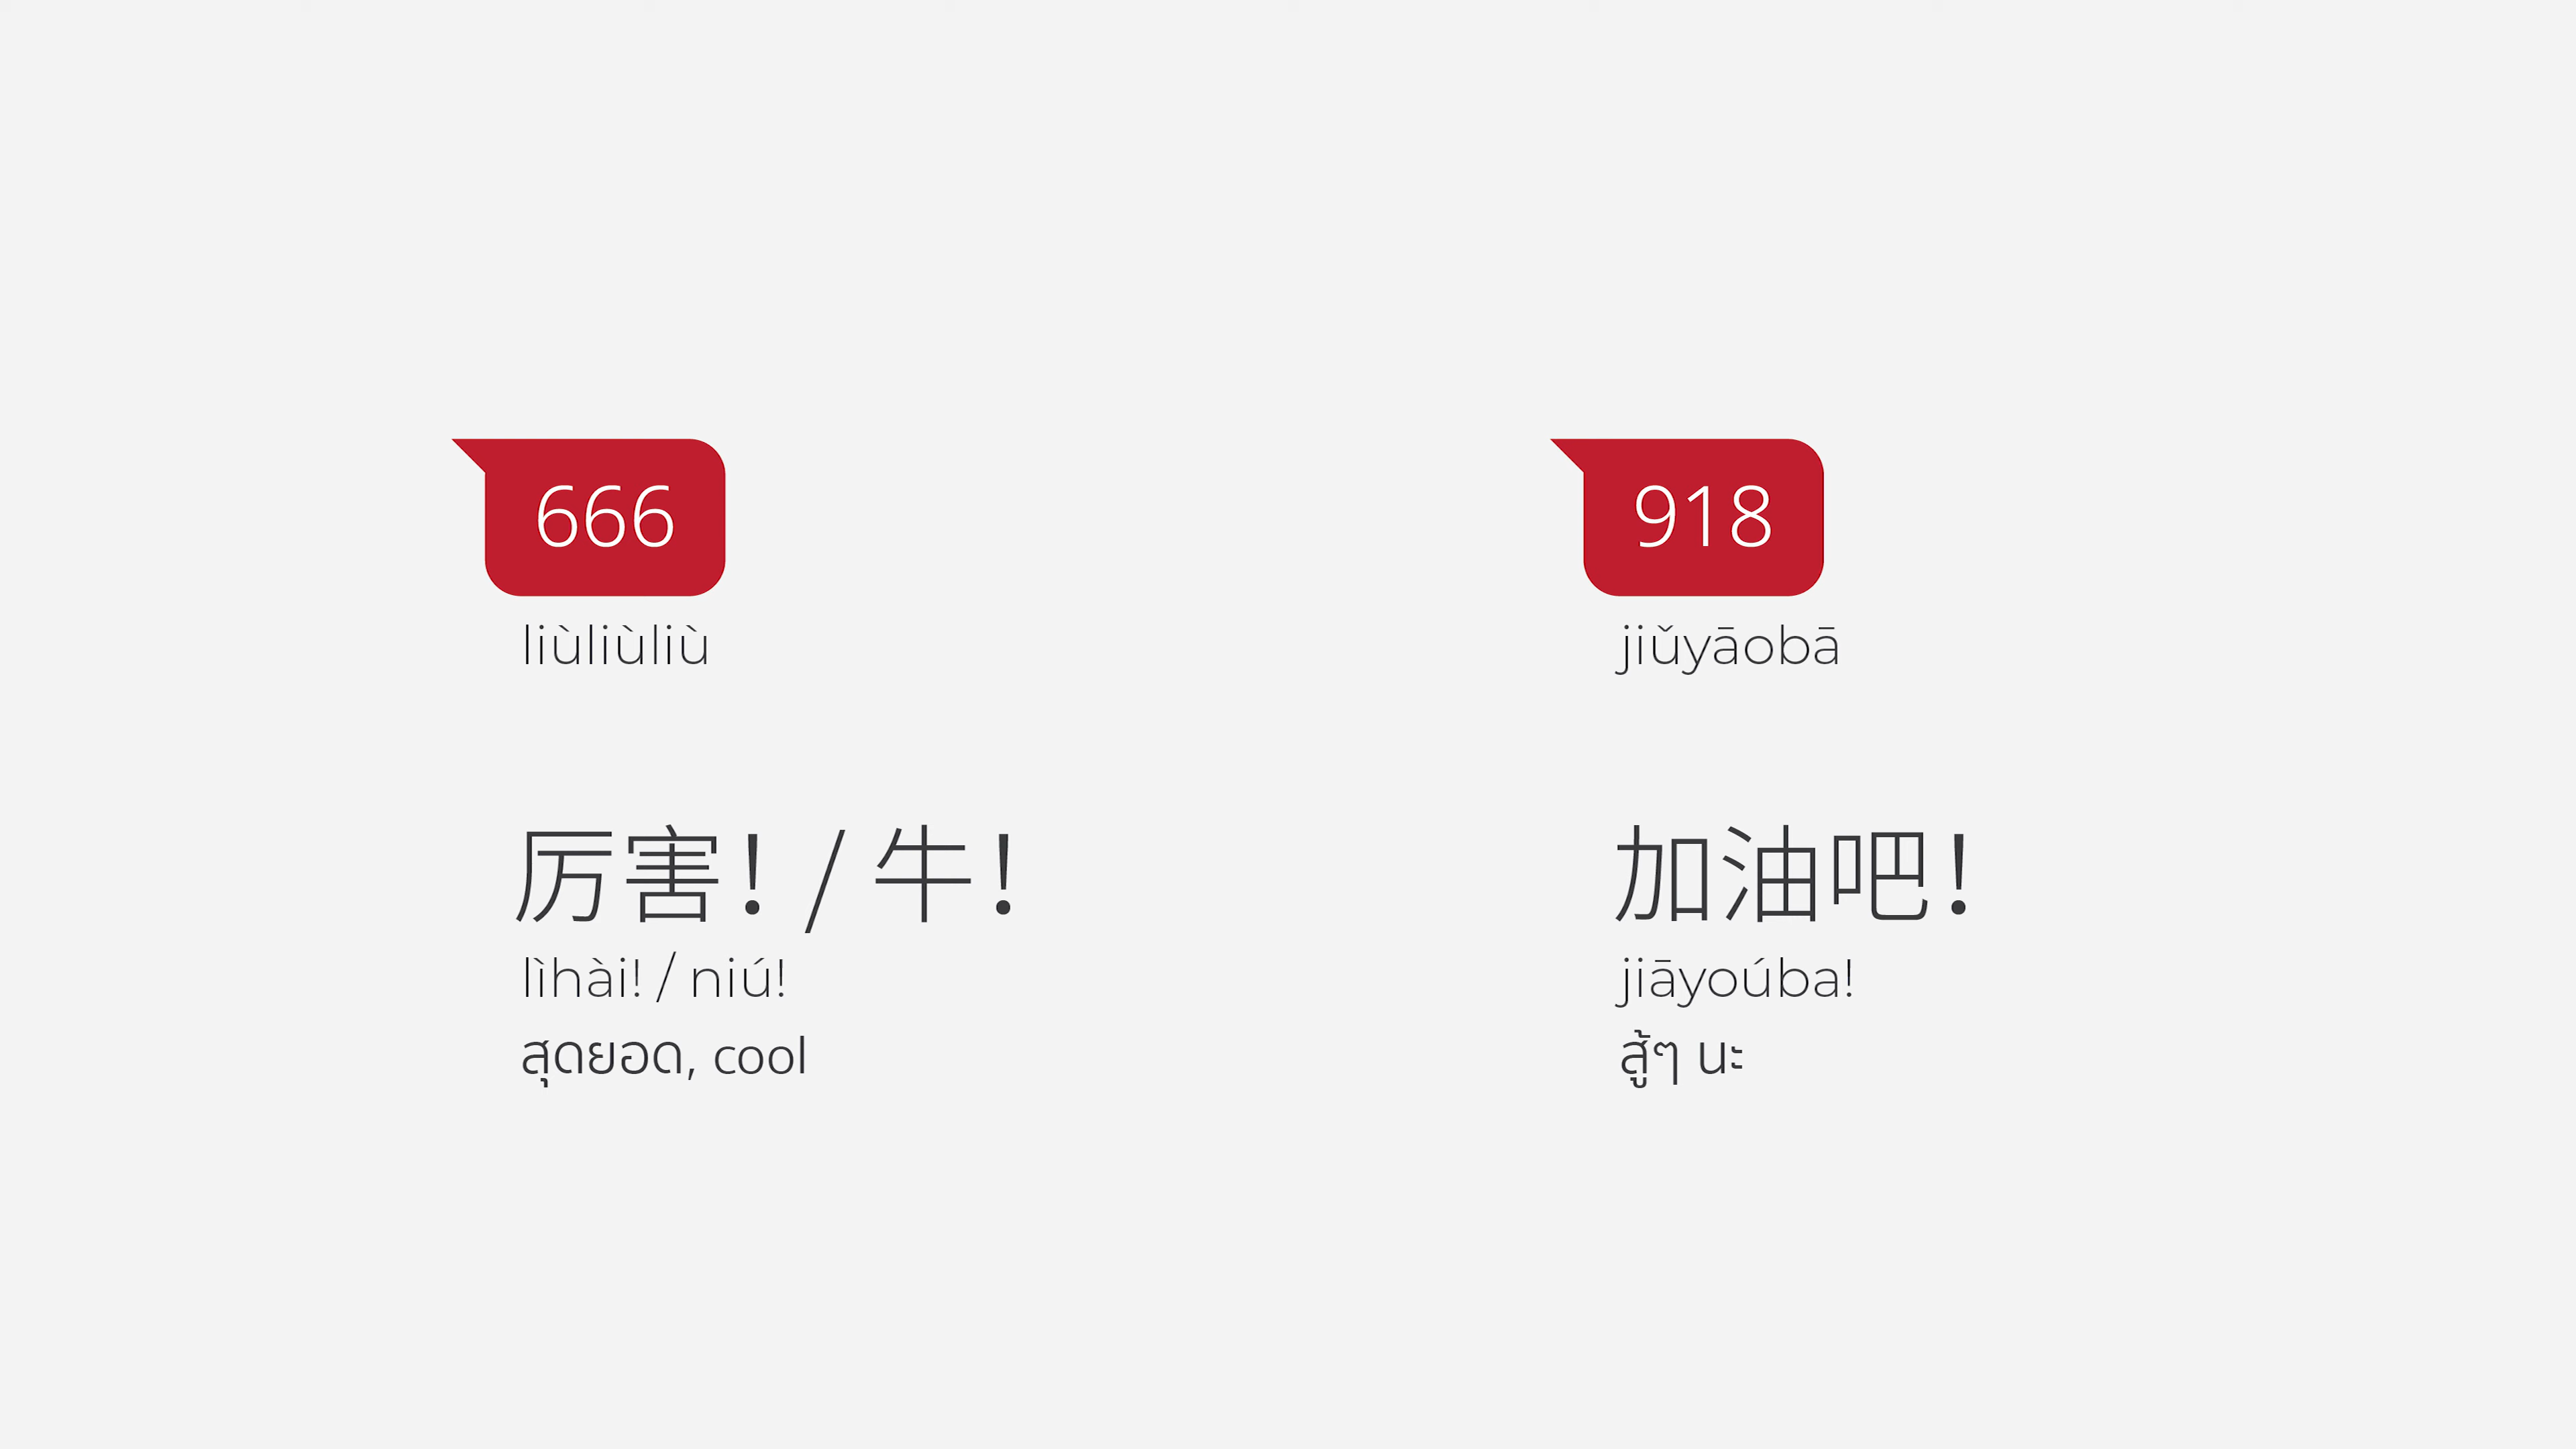 666
liùliùliù
厉害！/ 牛！
lìhài! / niú!
สุดยอด, cool
918
jiǔyāobā
加油吧！
jiāyoúba!
สู้ๆ นะ